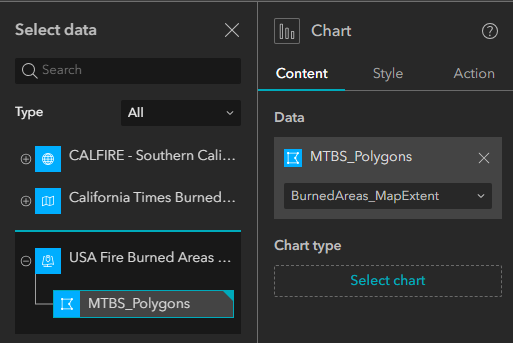 Select data
Search
Type
All
CALFIRE - Southern Cali...
California Times Burned...
USA Fire Burned Areas ...
MTBS_Polygons
Chart
Content
Style
Action
Data
MTBS_Polygons
BurnedAreas_MapExtent
Chart type
Select chart